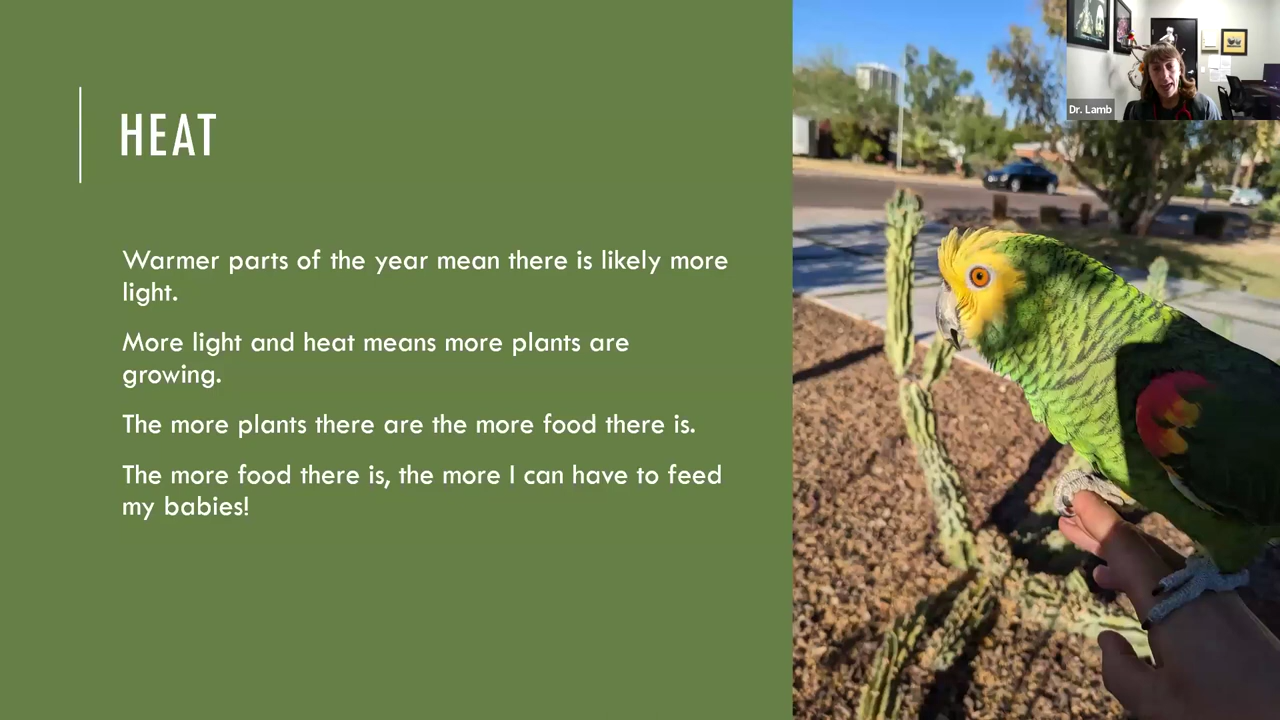 HEAT
Warmer parts of the year mean there is likely more
light.
More light and heat means more plants are
growing.
The more plants there are the more food there is.
The more food there is, the more I can have to feed
my babies!
Dr. Lamb